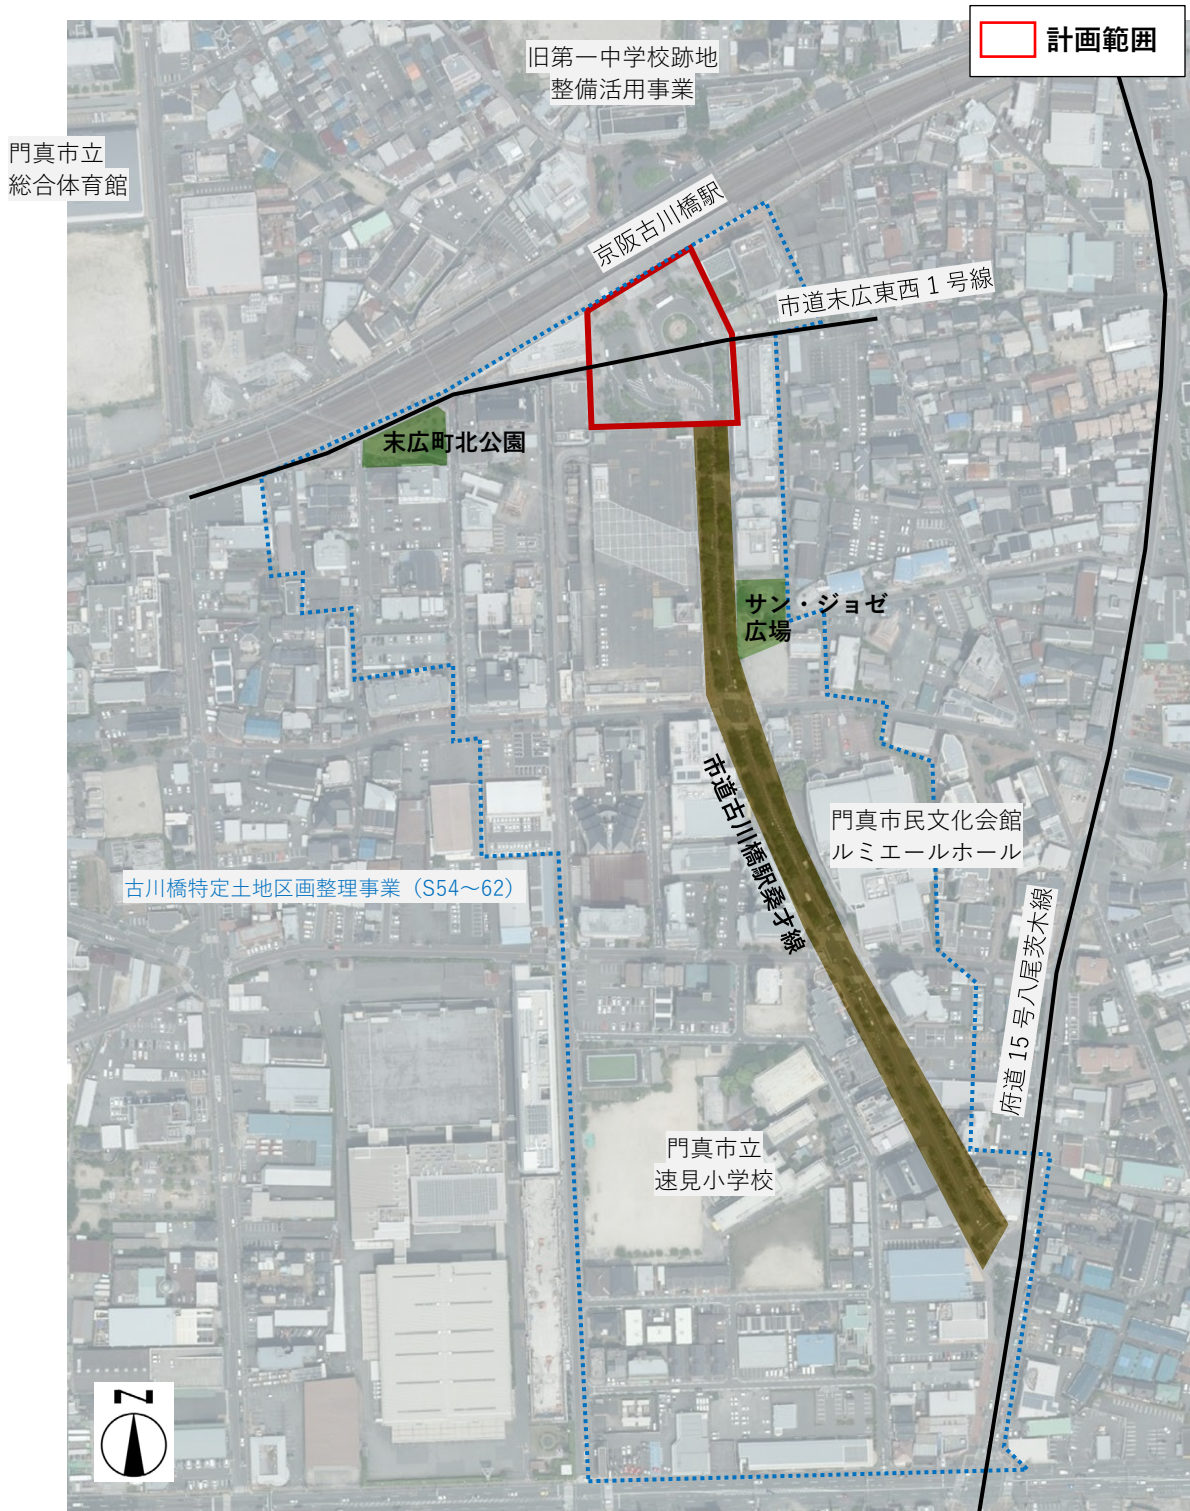 計画範囲
旧第一中学校跡地
整備活用事業
門真市立
総合体育館
京阪古川橋駅
市道末広東西1号線
末広町北公園
サン・ジョゼ
広場
市道古川橋駅桑才線
門真市民文化会館
ルミエールホール
古川橋特定土地区画整理事業（S54～62）
府道15号八尾茨木線
門真市立
速見小学校
N